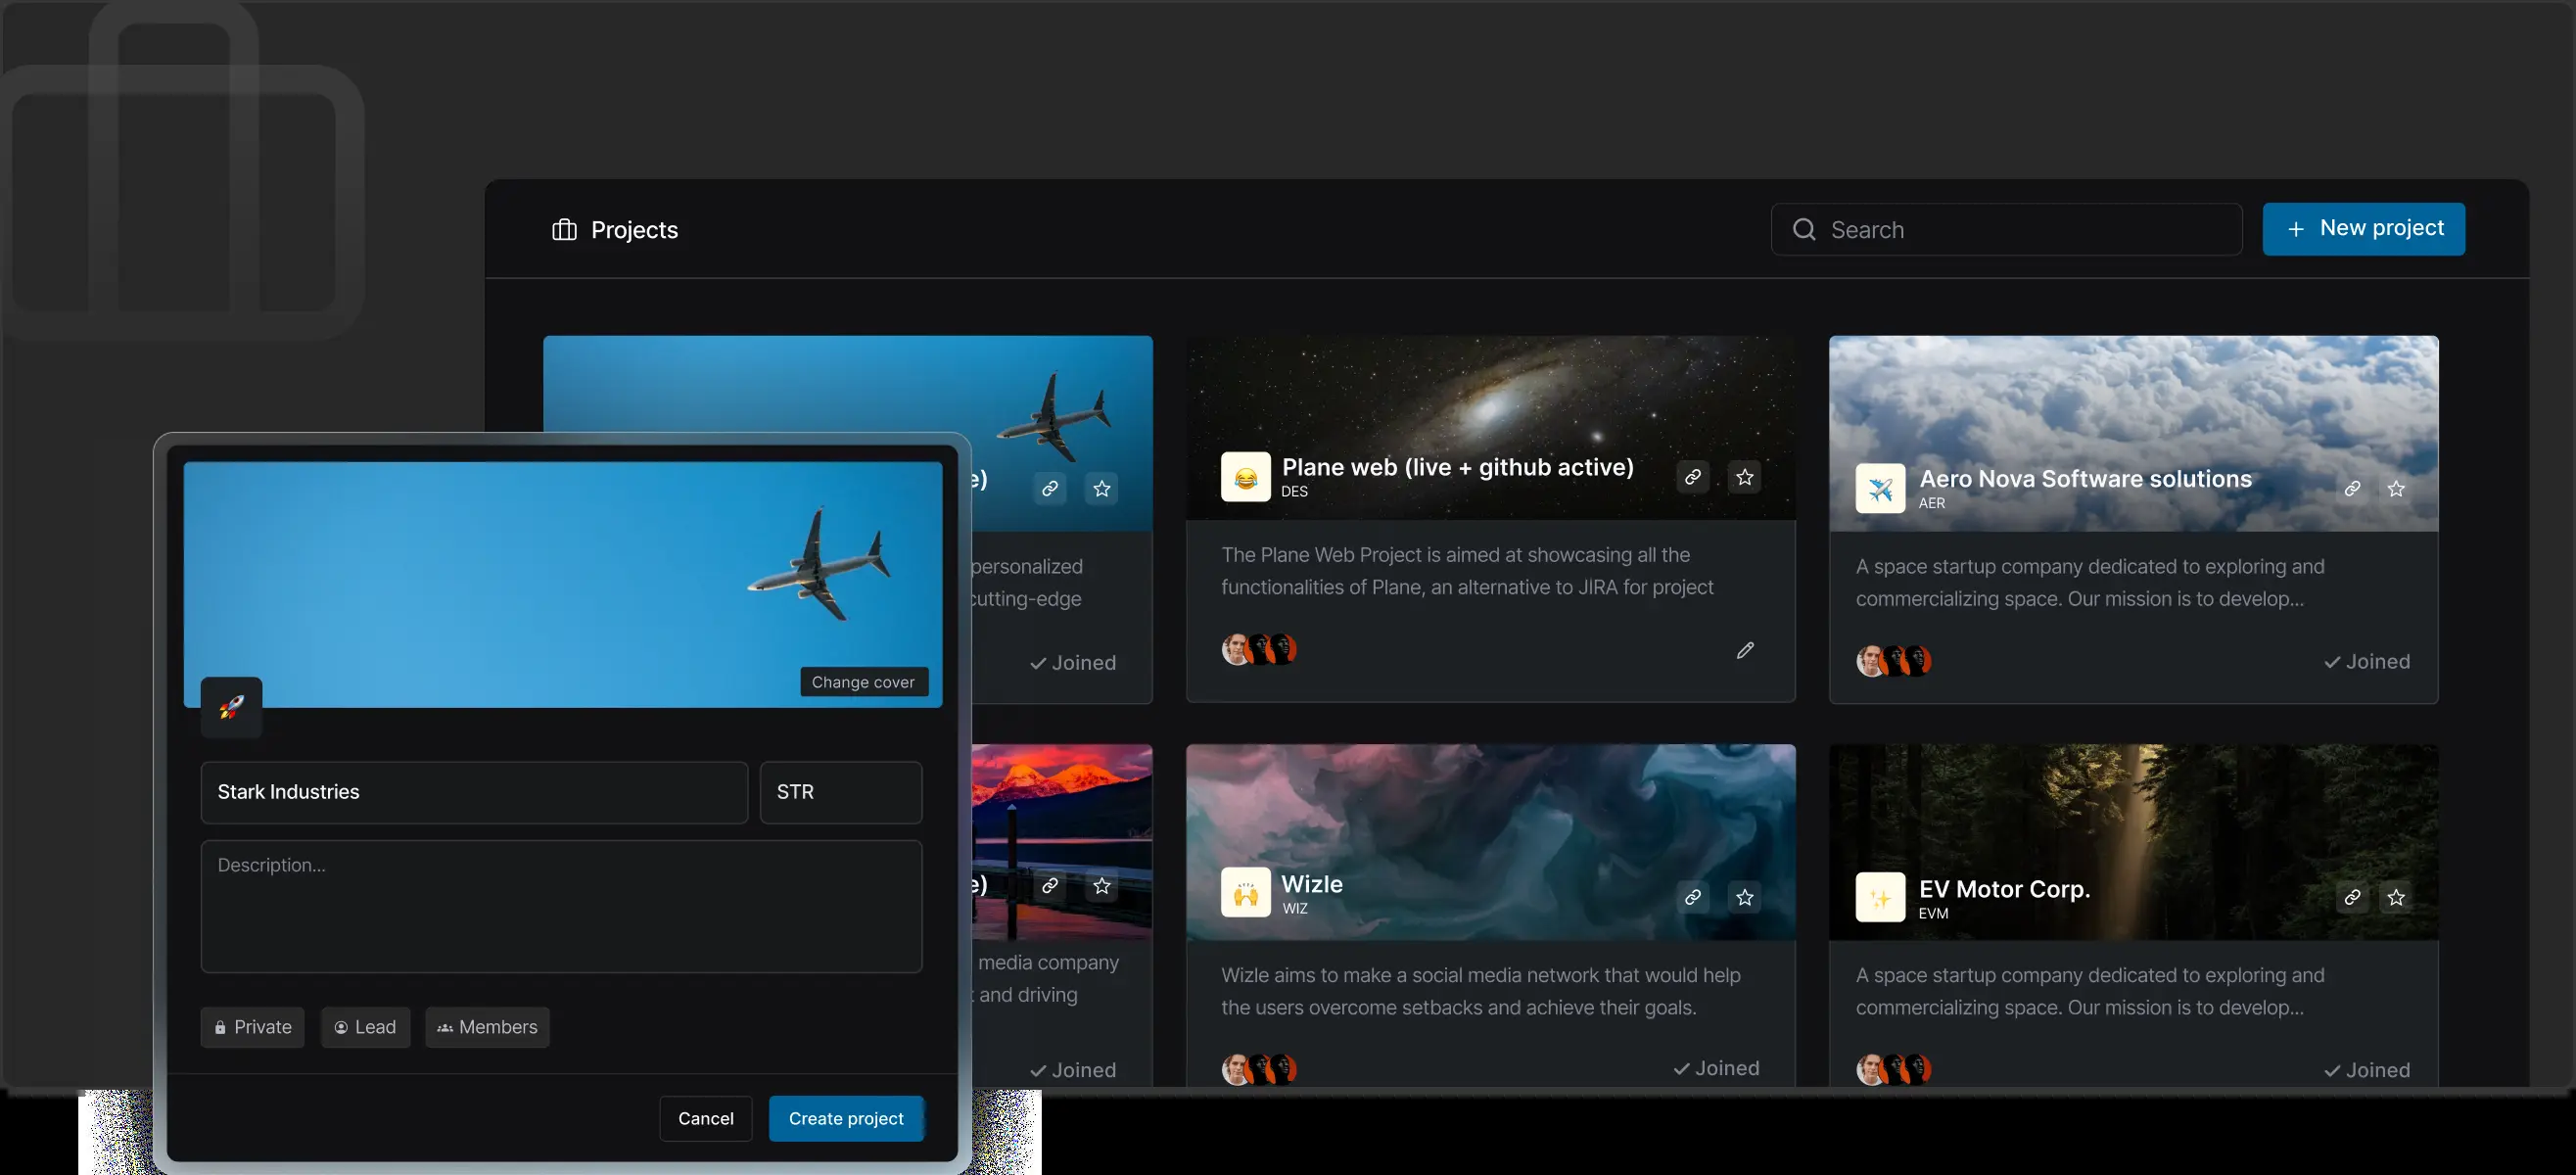 Projects
Search
New project
e)
personalized
cutting-edge
Joined
Plane web (live + github active)
DES
The Plane Web Project is aimed at showcasing all the
functionalities of Plane, an alternative to JIRA for project
Aero Nova Software solutions
AER
A space startup company dedicated to exploring and
commercializing space. Our mission is to develop...
Joined
e)
media company
and driving
Joined
Wizle
WIZ
Wizle aims to make a social media network that would help
the users overcome setbacks and achieve their goals.
Joined
EV Motor Corp.
EVM
A space startup company dedicated to exploring and
commercializing space. Our mission is to develop...
Joined
Change cover
Stark Industries
STR
Description...
Private
Lead
Members
Cancel
Create project